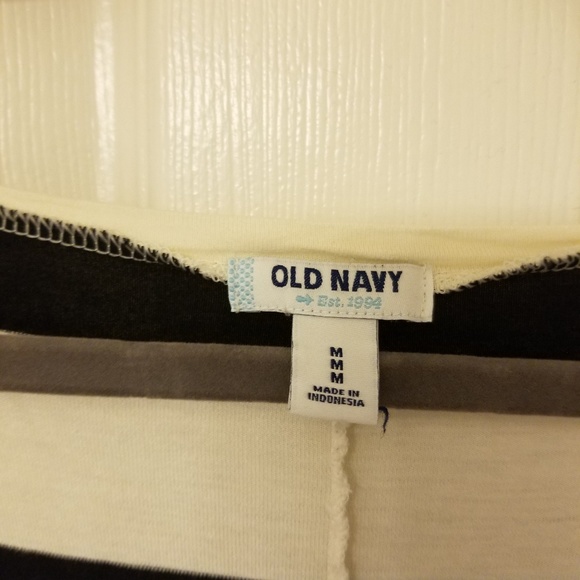 OLD NAVY
Est. 1994
M
M
M
MADE IN
INDONESIA